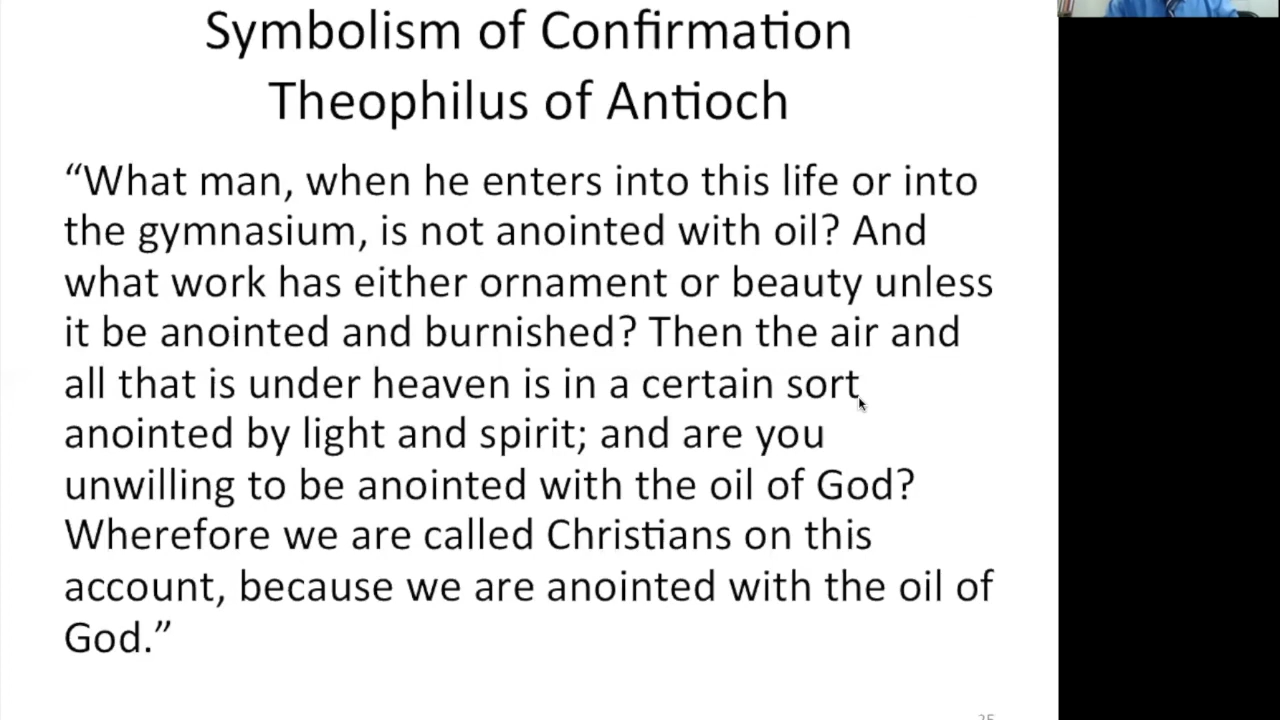 Symbolism of Confirmation
Theophilus of Antioch
“What man, when he enters into this life or into
the gymnasium, is not anointed with oil? And
what work has either ornament or beauty unless
it be anointed and burnished? Then the air and
all that is under heaven is in a certain sort
anointed by light and spirit; and are you
unwilling to be anointed with the oil of God?
Wherefore we are called Christians on this
account, because we are anointed with the oil of
God.”